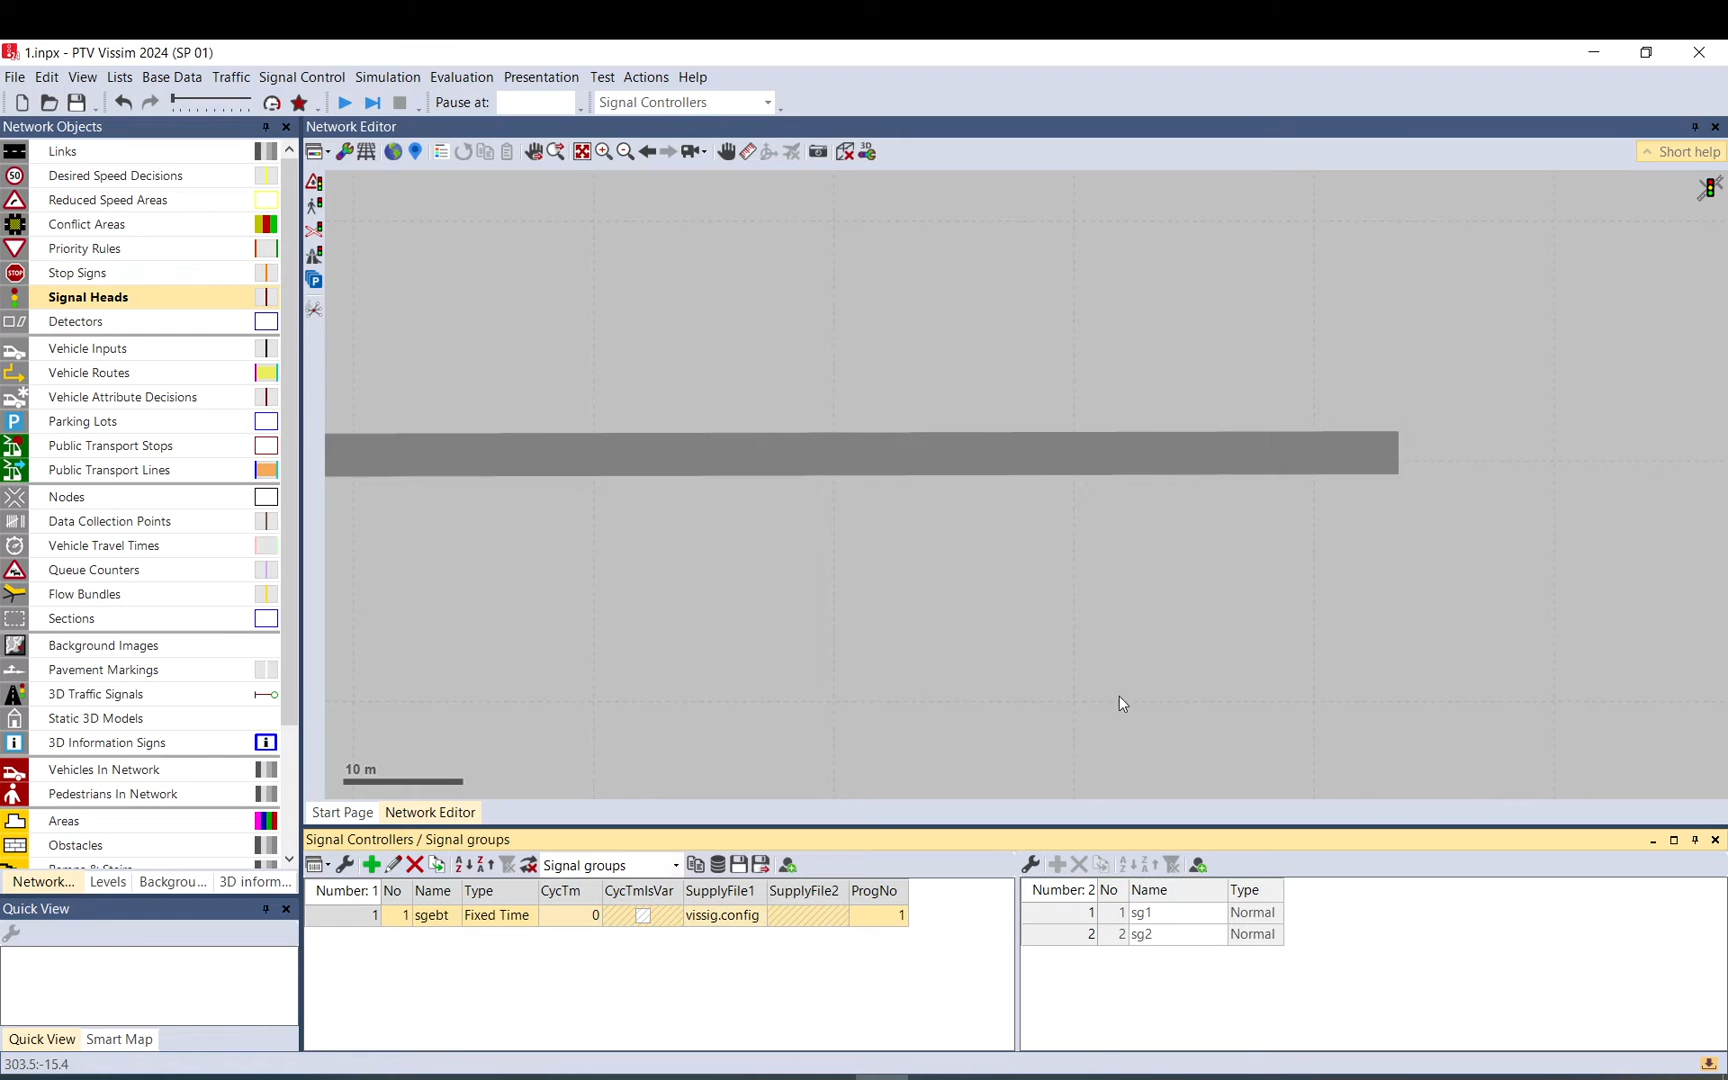 1.inpx - PTV Vissim 2024 (SP 01)
File Edit View Lists Base Data Traffic Signal Control Simulation Evaluation Presentation Test Actions Help
Pause at: Signal Controllers
Network Objects
Network Editor
Short help
Links
50 Desired Speed Decisions
Reduced Speed Areas
Conflict Areas
Priority Rules
STOP Stop Signs
Signal Heads
Detectors
Vehicle Inputs
Vehicle Routes
Vehicle Attribute Decisions
P Parking Lots
Public Transport Stops
Public Transport Lines
Nodes
Data Collection Points
Vehicle Travel Times
Queue Counters
Flow Bundles
Sections
Background Images
Pavement Markings
3D Traffic Signals
Static 3D Models
3D Information Signs
Vehicles In Network
Pedestrians In Network
Areas
Obstacles
Ramps & Stairs
Network... Levels Backgrou... 3D inform...
Quick View
Quick View Smart Map
303.5:-15.4
3D
P
10 m
Start Page Network Editor
Signal Controllers / Signal groups
Signal groups
Number: 1 No Name Type CycTm CycTmIsVar SupplyFile1 SupplyFile2 ProgNo
1 1 sgebt Fixed Time 0 vissig.config 1
Number: 2 No Name Type
1 1 sg1 Normal
2 2 sg2 Normal